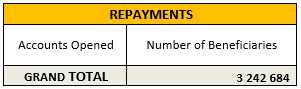 REPAYMENTS
Accounts Opened Number of Beneficiaries
GRAND TOTAL 3 242 684